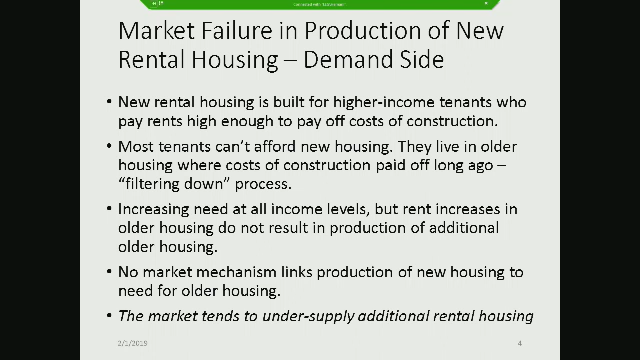 Market Failure in Production of New
Rental Housing – Demand Side
• New rental housing is built for higher-income tenants who
pay rents high enough to pay off costs of construction.
• Most tenants can’t afford new housing. They live in older
housing where costs of construction paid off long ago –
“filtering down” process.
• Increasing need at all income levels, but rent increases in
older housing do not result in production of additional
older housing.
• No market mechanism links production of new housing to
need for older housing.
• The market tends to under-supply additional rental housing
2/1/2019
4